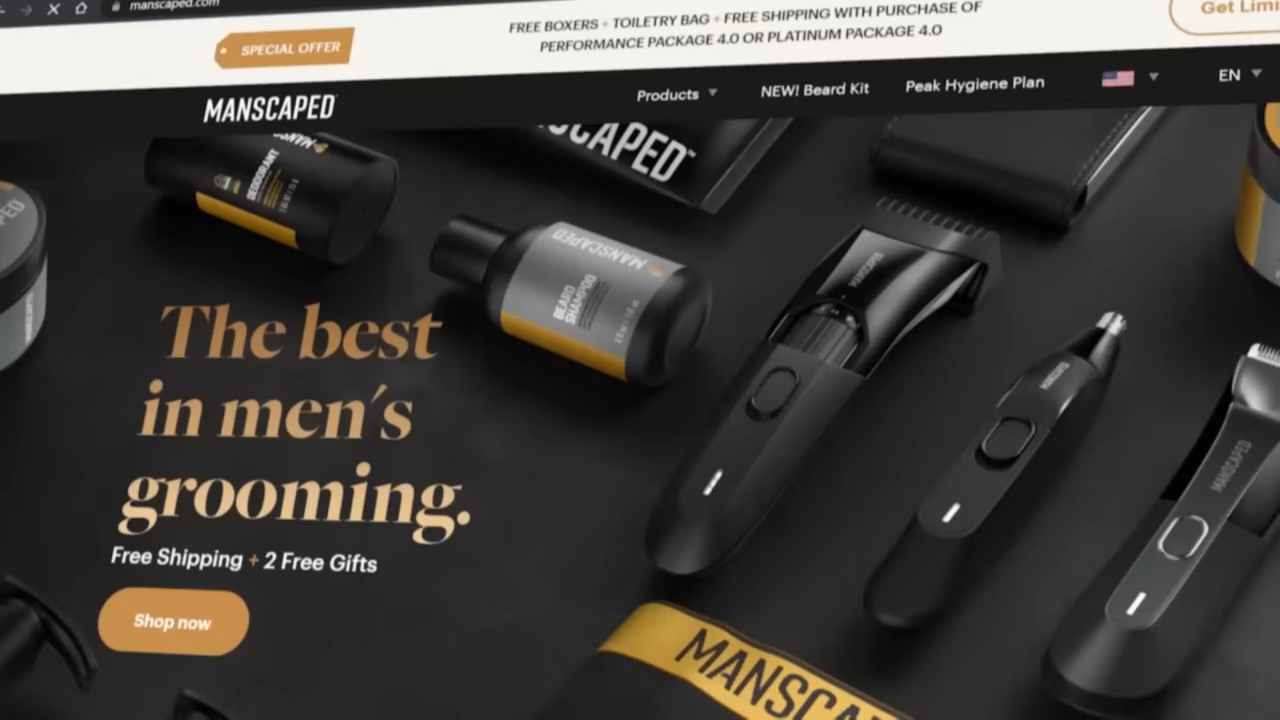 manscaped.com
SPECIAL OFFER
FREE BOXERS + TOILETRY BAG + FREE SHIPPING WITH PURCHASE OF
PERFORMANCE PACKAGE 4.0 OR PLATINUM PACKAGE 4.0
MANSCAPED
Products
NEW! Beard Kit
Peak Hygiene Plan
EN
MANSCAPED
DEODORANT
MANSCAPED
BEARD
SHAMPOO
MANSCAPED
MANSCAPED
MANSCAPED
The best
in men's
grooming.
Free Shipping + 2 Free Gifts
Shop now